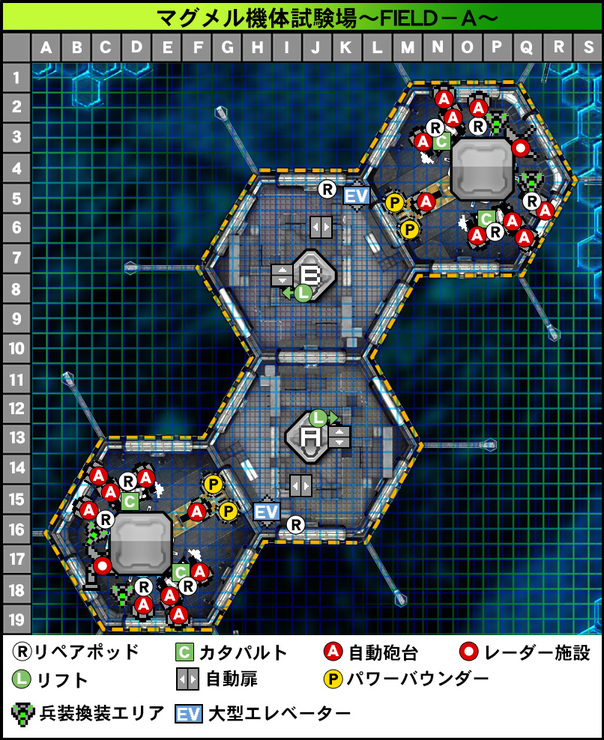 マグメル機体試験場～FIELD－A～
A B C D E F G H I J K L M N O P Q R S
1
2
A A
A
R R
3
A C R
4
R
5
EV P A R
A
6
C A
P A R A
7
B
8
L
9
10
11
12
L
13
A
14
A R A P
15
A C
R EV
A A P
16
R
17
C A
18
R A R
A
19
A
Rリペアポッド Cカタパルト A自動砲台 レーダー施設
Lリフト 自動扉 Pパワーバウンダー
兵装換装エリア EV大型エレベーター